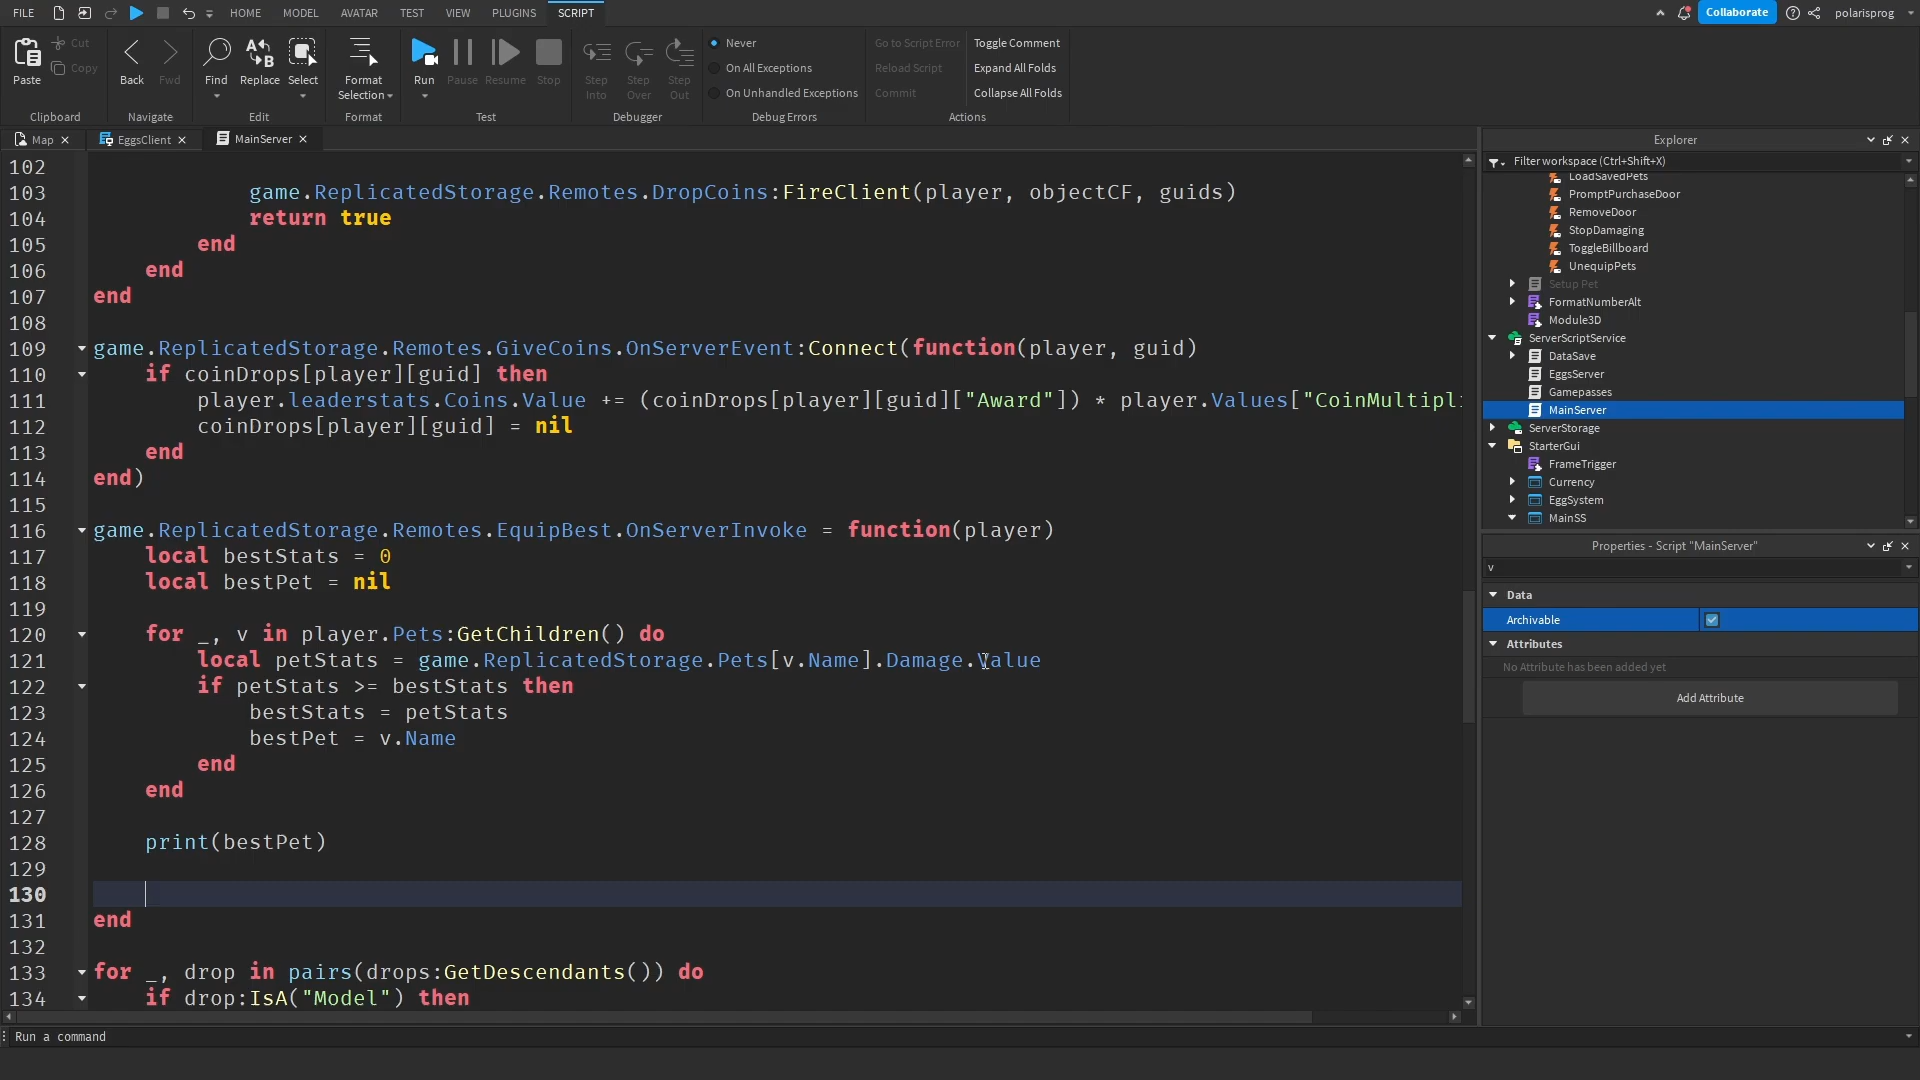 FILE HOME MODEL AVATAR TEST VIEW PLUGINS SCRIPT Collaborate polarisprog
Paste Cut Copy Back Fwd Find Replace Select Format Selection Run Pause Resume Stop Step Into Step Over Step Out
Never
On All Exceptions
On Unhandled Exceptions
Go to Script Error
Reload Script
Commit
Toggle Comment
Expand All Folds
Collapse All Folds
Clipboard Navigate Edit Format Test Debugger Debug Errors Actions
Map EggsClient MainServer
102
103 game.ReplicatedStorage.Remotes.DropCoins:FireClient(player, objectCF, guids)
104 return true
105 end
106 end
107 end
108
109 game.ReplicatedStorage.Remotes.GiveCoins.OnServerEvent:Connect(function(player, guid)
110 if coinDrops[player][guid] then
111 player.leaderstats.Coins.Value += (coinDrops[player][guid]["Award"]) * player.Values["CoinMultipli
112 coinDrops[player][guid] = nil
113 end
114 end)
115
116 game.ReplicatedStorage.Remotes.EquipBest.OnServerInvoke = function(player)
117 local bestStats = 0
118 local bestPet = nil
119
120 for _, v in player.Pets:GetChildren() do
121 local petStats = game.ReplicatedStorage.Pets[v.Name].Damage.Value
122 if petStats >= bestStats then
123 bestStats = petStats
124 bestPet = v.Name
125 end
126 end
127
128 print(bestPet)
129
130
131 end
132
133 for _, drop in pairs(drops:GetDescendants()) do
134 if drop:IsA("Model") then
Run a command
Explorer
Filter workspace (Ctrl+Shift+X)
LoadSavedPets
PromptPurchaseDoor
RemoveDoor
StopDamaging
ToggleBillboard
UnequipPets
Setup Pet
FormatNumberAlt
Module3D
ServerScriptService
DataSave
EggsServer
Gamepasses
MainServer
ServerStorage
StarterGui
FrameTrigger
Currency
EggSystem
MainSS
Properties - Script "MainServer"
v
Data
Archivable
Attributes
No Attribute has been added yet
Add Attribute